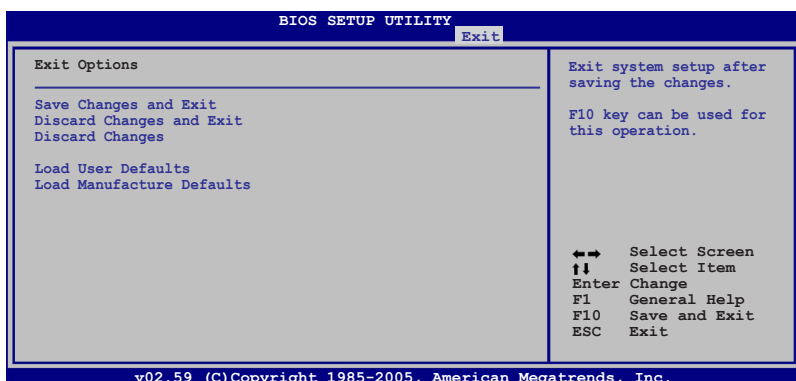 BIOS SETUP UTILITY
Exit
Exit Options
Save Changes and Exit
Discard Changes and Exit
Discard Changes
Load User Defaults
Load Manufacture Defaults
Exit system setup after
saving the changes.
F10 key can be used for
this operation.
←→ Select Screen
↑↓ Select Item
Enter Change
F1 General Help
F10 Save and Exit
ESC Exit
v02.59 (C)Copyright 1985-2005, American Megatrends, Inc.